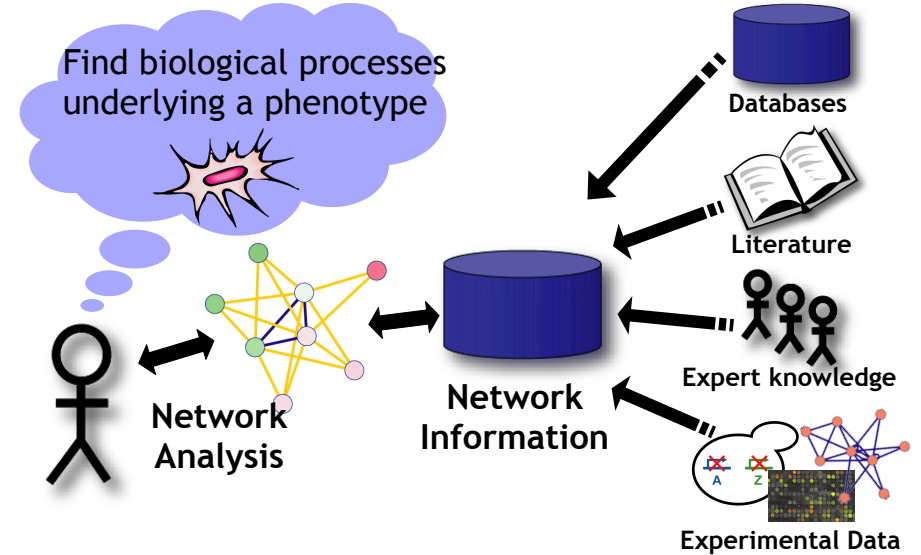 Find biological processes
underlying a phenotype
Databases
Literature
Expert knowledge
Network
Information
Network
Analysis
A Z
Experimental Data